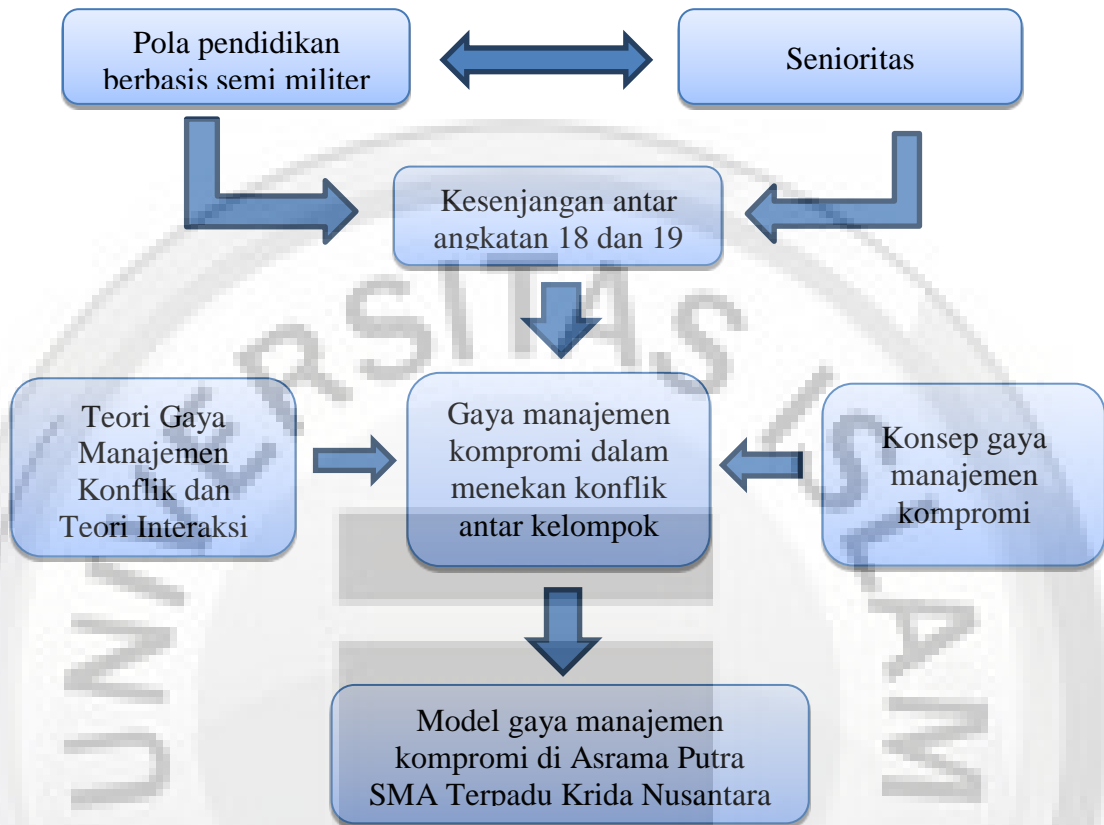 Pola pendidikan
berbasis semi militer
Senioritas
Kesenjangan antar
angkatan 18 dan 19
Teori Gaya
Manajemen
Konflik dan
Teori Interaksi
Gaya manajemen
kompromi dalam
menekan konflik
antar kelompok
Konsep gaya
manajemen
kompromi
Model gaya manajemen
kompromi di Asrama Putra
SMA Terpadu Krida Nusantara
UNIVERSITAS ISLAM